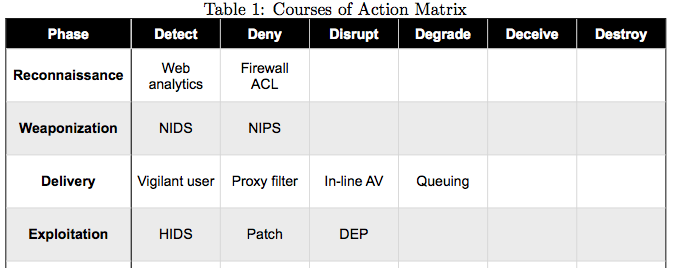 Table 1: Courses of Action Matrix
Phase Detect Deny Disrupt Degrade Deceive Destroy
Reconnaissance Web analytics Firewall ACL
Weaponization NIDS NIPS
Delivery Vigilant user Proxy filter In-line AV Queuing
Exploitation HIDS Patch DEP